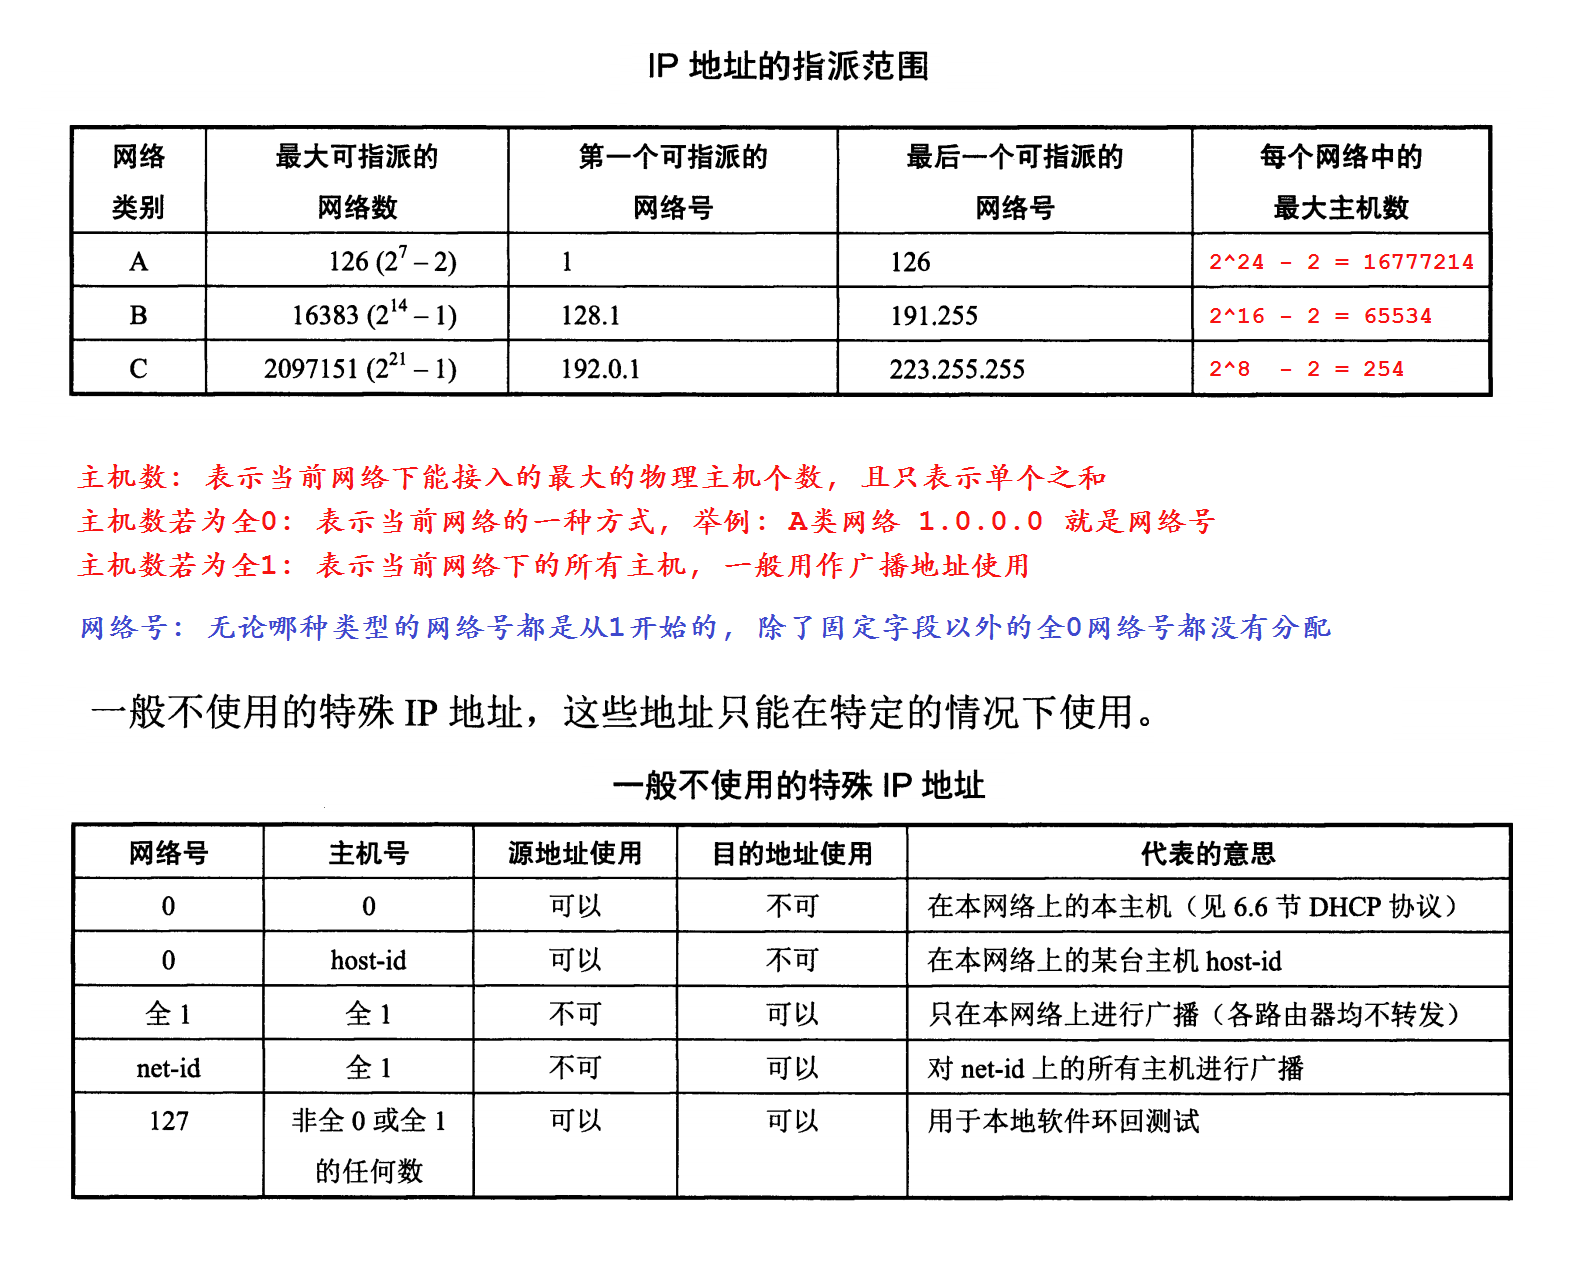 IP 地址的指派范围
网络 最大可指派的 第一个可指派的 最后一个可指派的 每个网络中的
类别 网络数 网络号 网络号 最大主机数
A 126 (2⁷ – 2) 1 126 2^24 - 2 = 16777214
B 16383 (2¹⁴ – 1) 128.1 191.255 2^16 - 2 = 65534
C 2097151 (2²¹ – 1) 192.0.1 223.255.255 2^8 - 2 = 254
主机数: 表示当前网络下能接入的最大的物理主机个数, 且只表示单个之和
主机数若为全0: 表示当前网络的一种方式, 举例: A类网络 1.0.0.0 就是网络号
主机数若为全1: 表示当前网络下的所有主机, 一般用作广播地址使用
网络号: 无论哪种类型的网络号都是从1开始的, 除了固定字段以外的全0网络号都没有分配
一般不使用的特殊 IP 地址，这些地址只能在特定的情况下使用。
一般不使用的特殊 IP 地址
网络号 主机号 源地址使用 目的地址使用 代表的意思
0 0 可以 不可 在本网络上的本主机（见 6.6 节 DHCP 协议）
0 host-id 可以 不可 在本网络上的某台主机 host-id
全 1 全 1 不可 可以 只在本网络上进行广播（各路由器均不转发）
net-id 全 1 不可 可以 对 net-id 上的所有主机进行广播
127 非全 0 或全 1 可以 可以 用于本地软件环回测试
的任何数